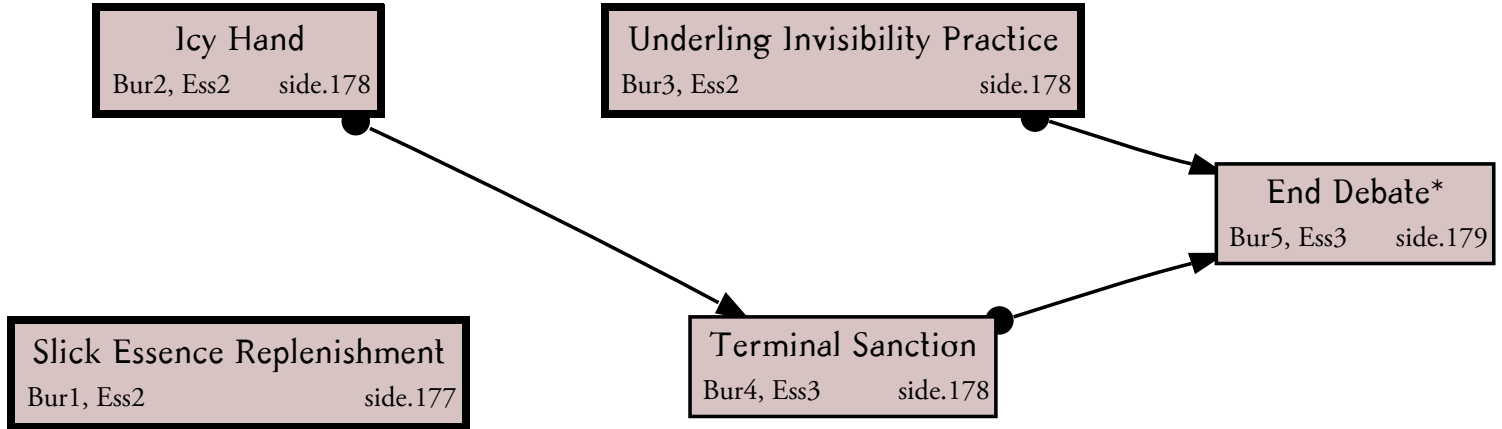 Icy Hand
Bur2, Ess2 side.178
Underling Invisibility Practice
Bur3, Ess2 side.178
End Debate*
Bur5, Ess3 side.179
Slick Essence Replenishment
Bur1, Ess2 side.177
Terminal Sanction
Bur4, Ess3 side.178